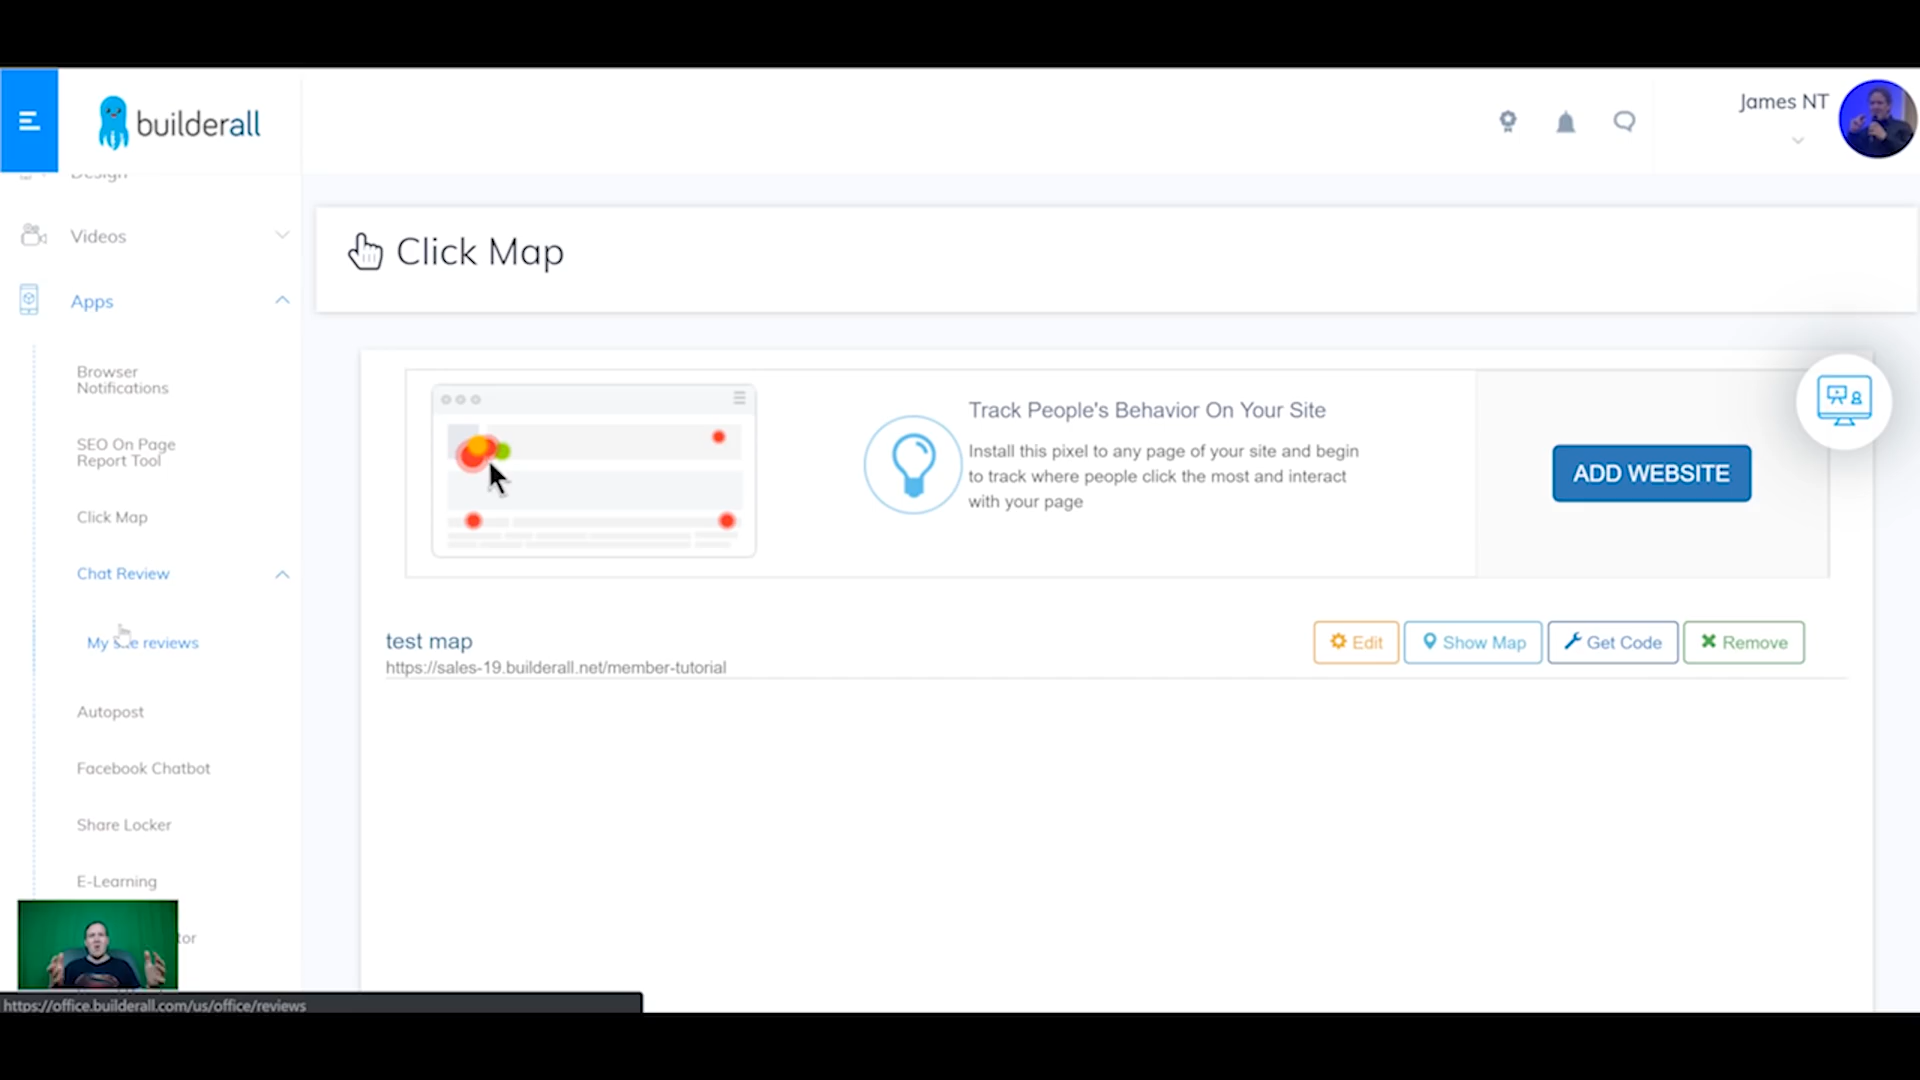 builderall
James NT
Design
Videos
Click Map
Apps
Browser
Notifications
Track People's Behavior On Your Site
SEO On Page
Report Tool
Install this pixel to any page of your site and begin
to track where people click the most and interact
with your page
ADD WEBSITE
Click Map
Chat Review
My reviews
test map
https://sales-19.builderall.net/member-tutorial
Edit
Show Map
Get Code
Remove
Autopost
Facebook Chatbot
Share Locker
E-Learning
tor
https://office.builderall.com/us/office/reviews